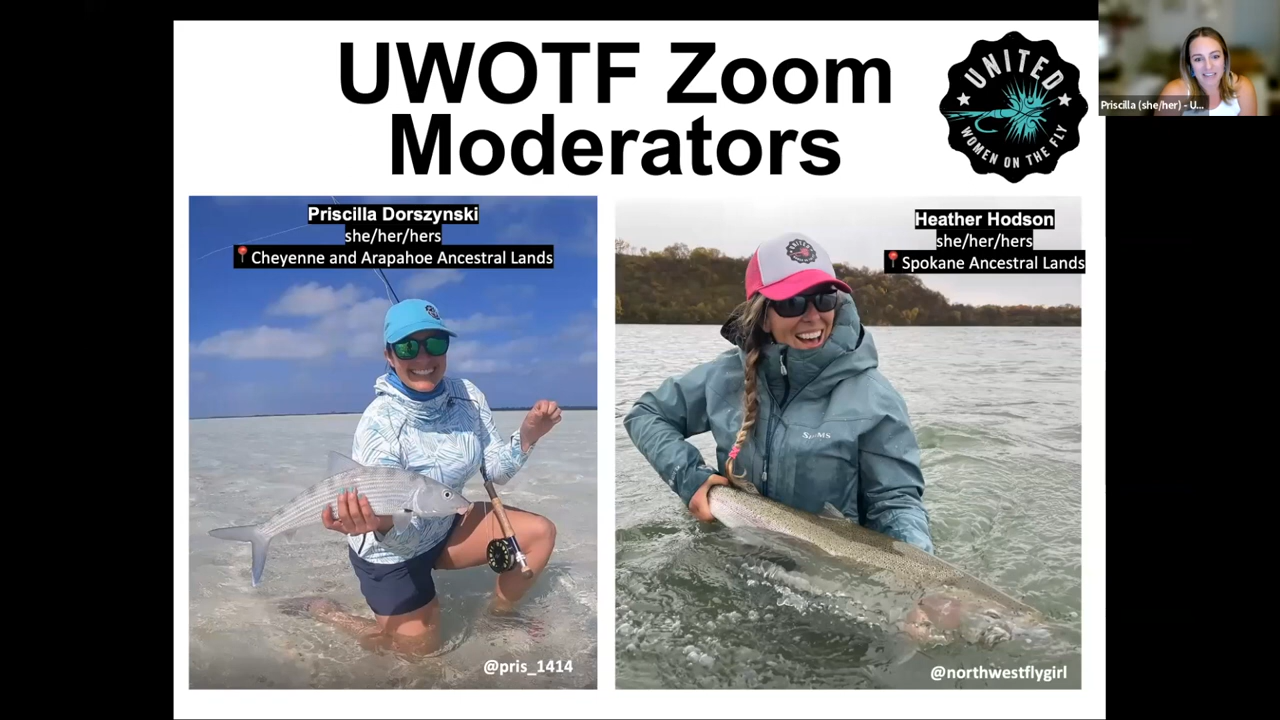 UWOTF Zoom
Moderators
UNITED
WOMEN ON THE FLY
Priscilla (she/her) - U...
Priscilla Dorszynski
she/her/hers
📍Cheyenne and Arapahoe Ancestral Lands
@pris_1414
Heather Hodson
she/her/hers
📍Spokane Ancestral Lands
SIMMS
@northwestflygirl